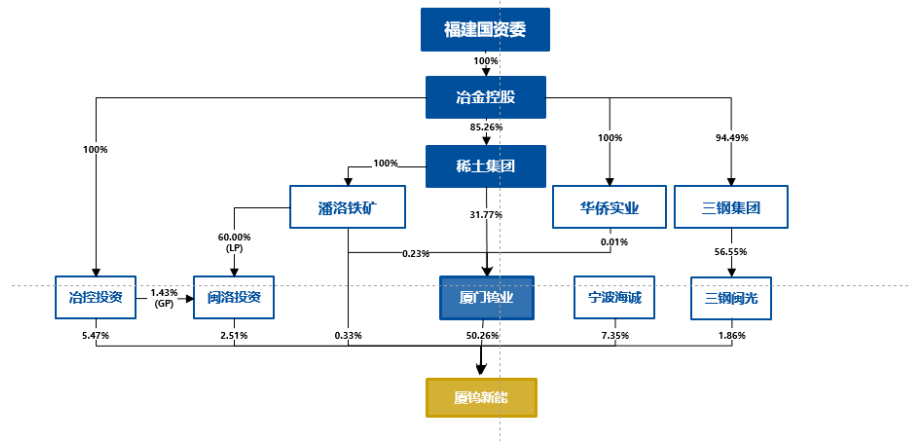 福建国资委
100%
冶金控股
85.26%
100%
100%
94.49%
稀土集团
100%
潘洛铁矿
31.77%
华侨实业
三钢集团
60.00%
(LP)
0.23%
0.01%
56.55%
冶控投资
1.43%
(GP)
闽洛投资
厦门钨业
宁波海诚
三钢闽光
5.47%
2.51%
0.33%
50.26%
7.35%
1.86%
厦钨新能